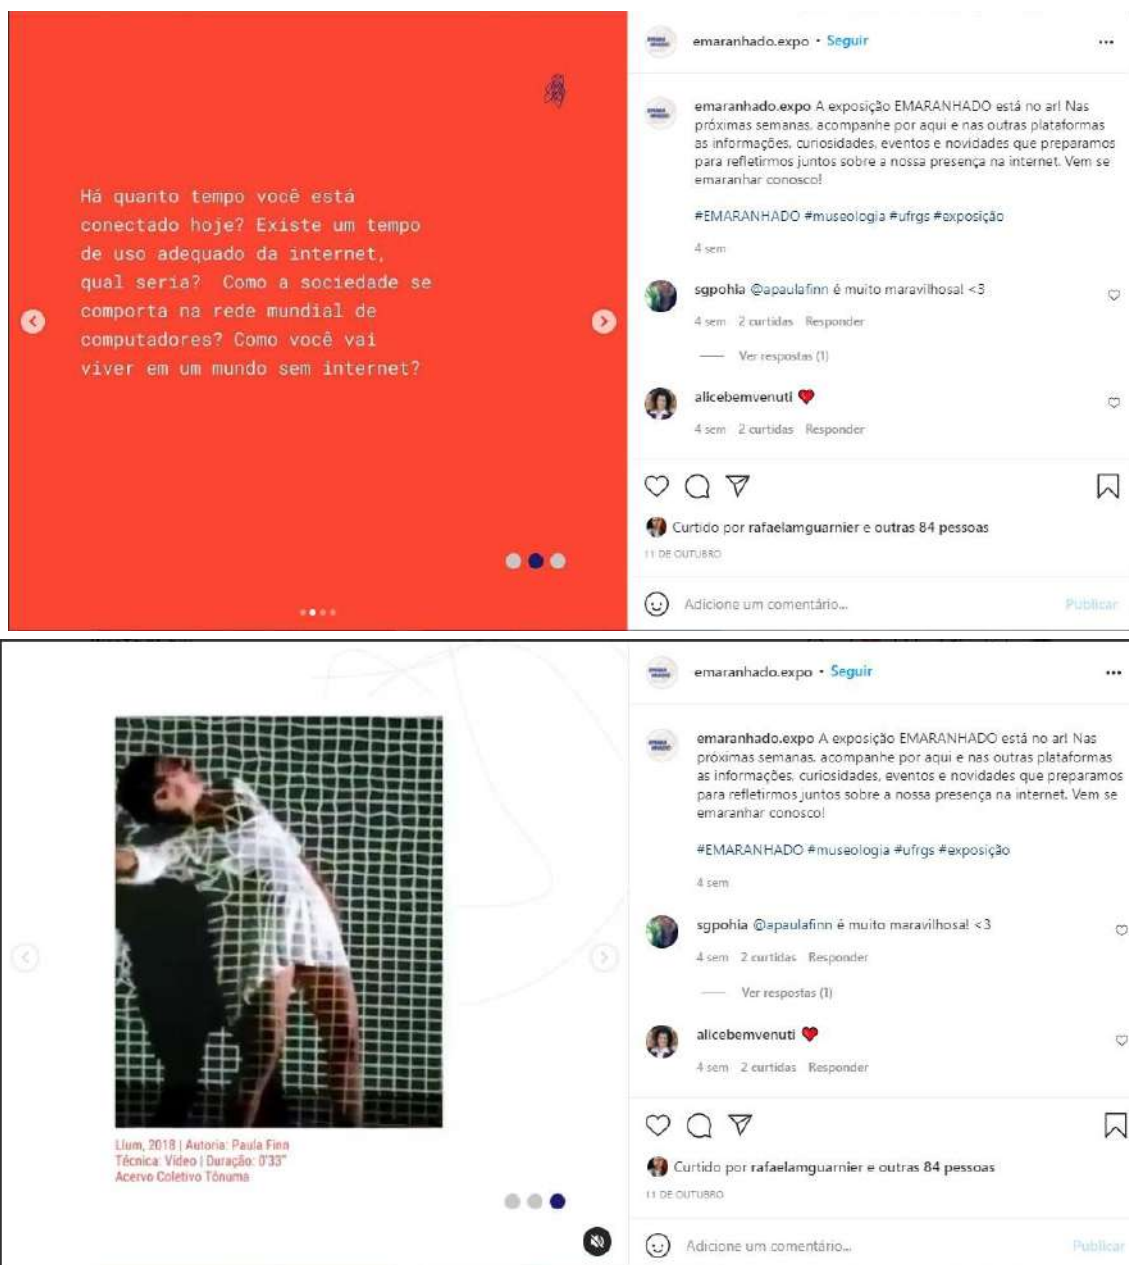 Há quanto tempo você está
conectado hoje? Existe um tempo
de uso adequado da internet,
qual seria? Como a sociedade se
comporta na rede mundial de
computadores? Como você vai
viver em um mundo sem internet?
emaranhado.expo • Seguir
emaranhado.expo A exposição EMARANHADO está no ar! Nas
próximas semanas, acompanhe por aqui e nas outras plataformas
as informações, curiosidades, eventos e novidades que preparamos
para refletirmos juntos sobre a nossa presença na internet. Vem se
emaranhar conosco!
#EMARANHADO #museologia #ufrgs #exposição
4 sem
sgpohia @apaulafinn é muito maravilhosa! <3
4 sem 2 curtidas Responder
Ver respostas (1)
alicebemvenuti ❤
4 sem 2 curtidas Responder
Curtido por rafaelamguarnier e outras 84 pessoas
11 DE OUTUBRO
Adicione um comentário...
Publicar
Llum, 2018 | Autoria: Paula Finn
Técnica: Vídeo | Duração: 0'33"
Acervo Coletivo Tônuma
emaranhado.expo • Seguir
emaranhado.expo A exposição EMARANHADO está no ar! Nas
próximas semanas, acompanhe por aqui e nas outras plataformas
as informações, curiosidades, eventos e novidades que preparamos
para refletirmos juntos sobre a nossa presença na internet. Vem se
emaranhar conosco!
#EMARANHADO #museologia #ufrgs #exposição
4 sem
sgpohia @apaulafinn é muito maravilhosa! <3
4 sem 2 curtidas Responder
Ver respostas (1)
alicebemvenuti ❤
4 sem 2 curtidas Responder
Curtido por rafaelamguarnier e outras 84 pessoas
11 DE OUTUBRO
Adicione um comentário...
Publicar